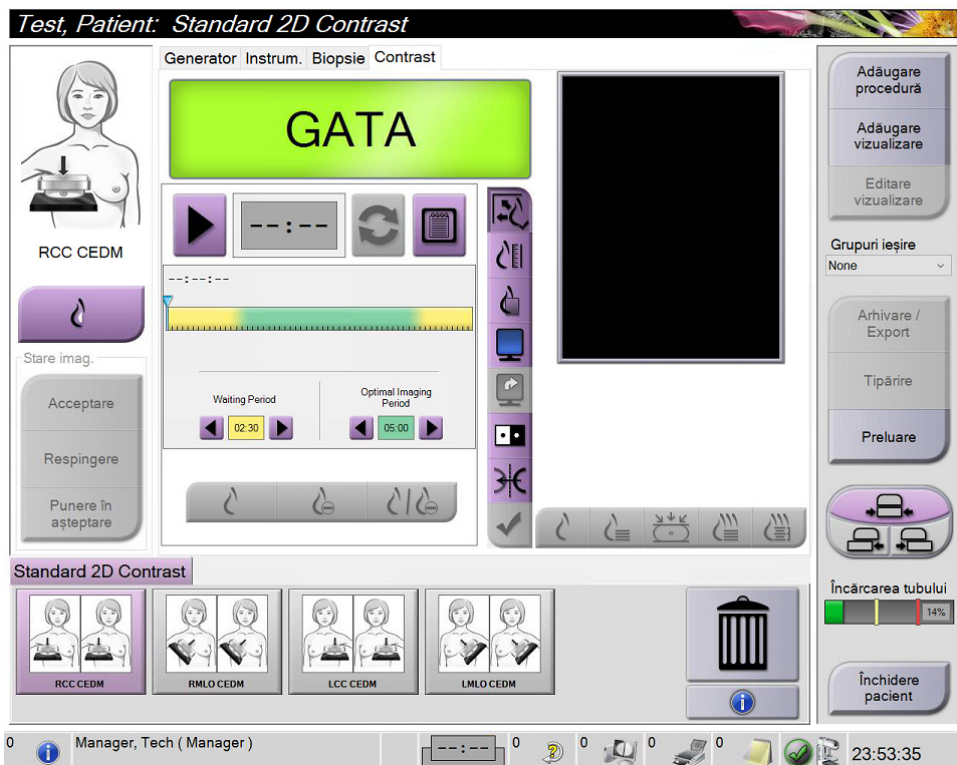 Test, Patient: Standard 2D Contrast
Generator Instrum. Biopsie Contrast
RCC CEDM
Stare imag.
Acceptare
Respingere
Punere în
așteptare
GATA
--:--
--:--:--
Waiting Period
02:30
Optimal Imaging
Period
05:00
Adăugare
procedură
Adăugare
vizualizare
Editare
vizualizare
Grupuri ieșire
None
Arhivare /
Export
Tipărire
Preluare
Încărcarea tubului
14%
Închidere
pacient
Standard 2D Contrast
RCC CEDM
RMLO CEDM
LCC CEDM
LMLO CEDM
0
Manager, Tech ( Manager )
--:--
0
0
0
0
23:53:35